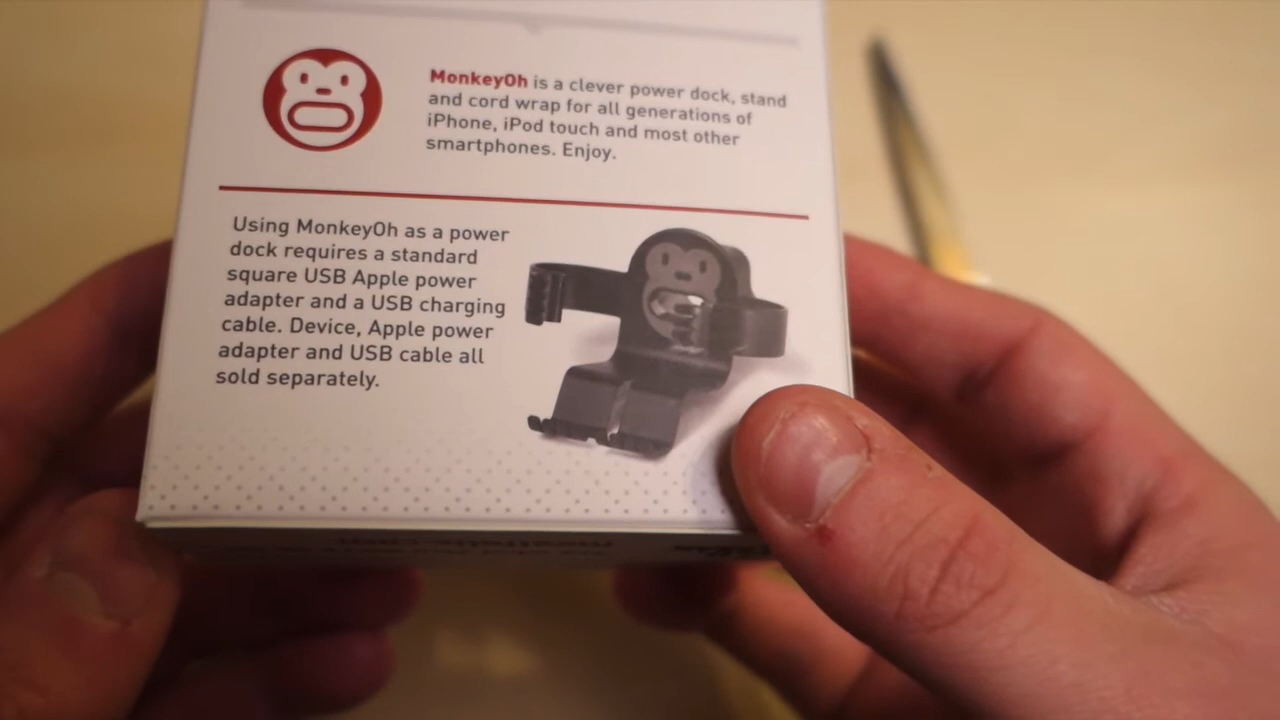 MonkeyOh is a clever power dock, stand
and cord wrap for all generations of
iPhone, iPod touch and most other
smartphones. Enjoy.
Using MonkeyOh as a power
dock requires a standard
square USB Apple power
adapter and a USB charging
cable. Device, Apple power
adapter and USB cable all
sold separately.